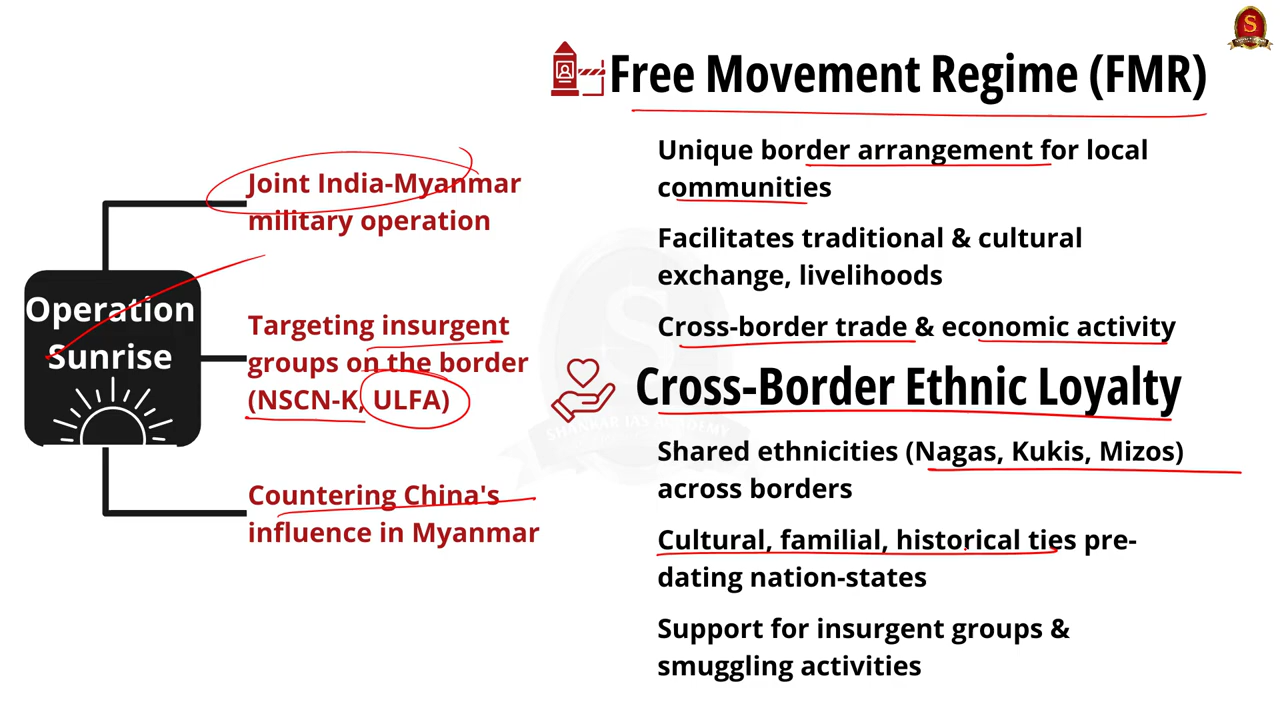 Joint India-Myanmar
military operation
Operation
Sunrise
Targeting insurgent
groups on the border
(NSCN-K, ULFA)
Countering China's
influence in Myanmar
Free Movement Regime (FMR)
Unique border arrangement for local
communities
Facilitates traditional & cultural
exchange, livelihoods
Cross-border trade & economic activity
Cross-Border Ethnic Loyalty
Shared ethnicities (Nagas, Kukis, Mizos)
across borders
Cultural, familial, historical ties pre-
dating nation-states
Support for insurgent groups &
smuggling activities
S
SHANKAR IAS ACADEMY
S